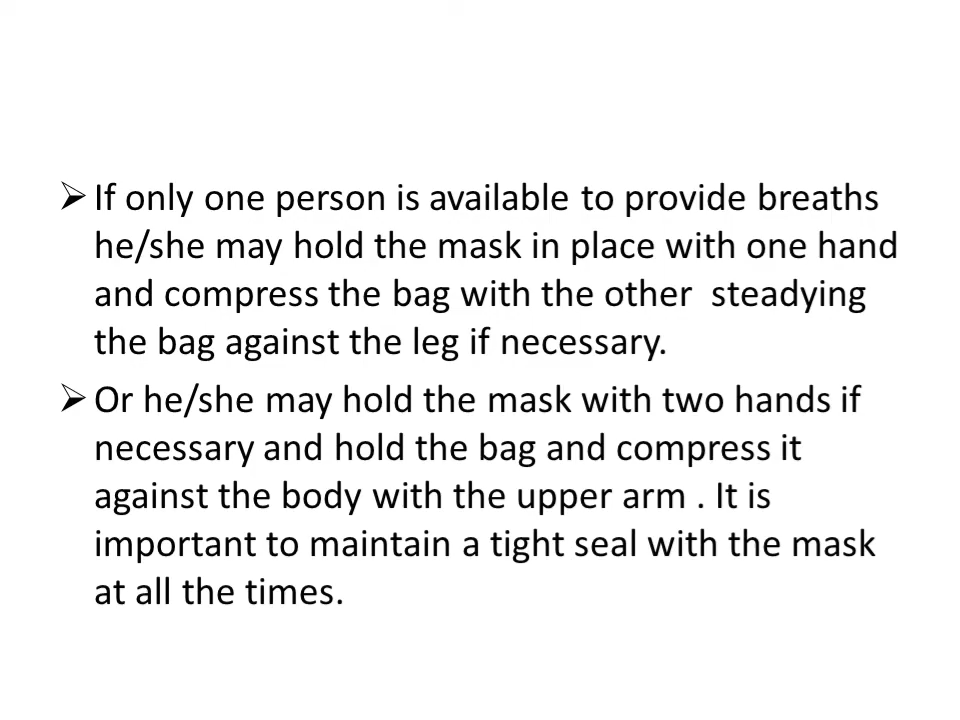 ➢ If only one person is available to provide breaths
he/she may hold the mask in place with one hand
and compress the bag with the other  steadying
the bag against the leg if necessary.
➢ Or he/she may hold the mask with two hands if
necessary and hold the bag and compress it
against the body with the upper arm . It is
important to maintain a tight seal with the mask
at all the times.